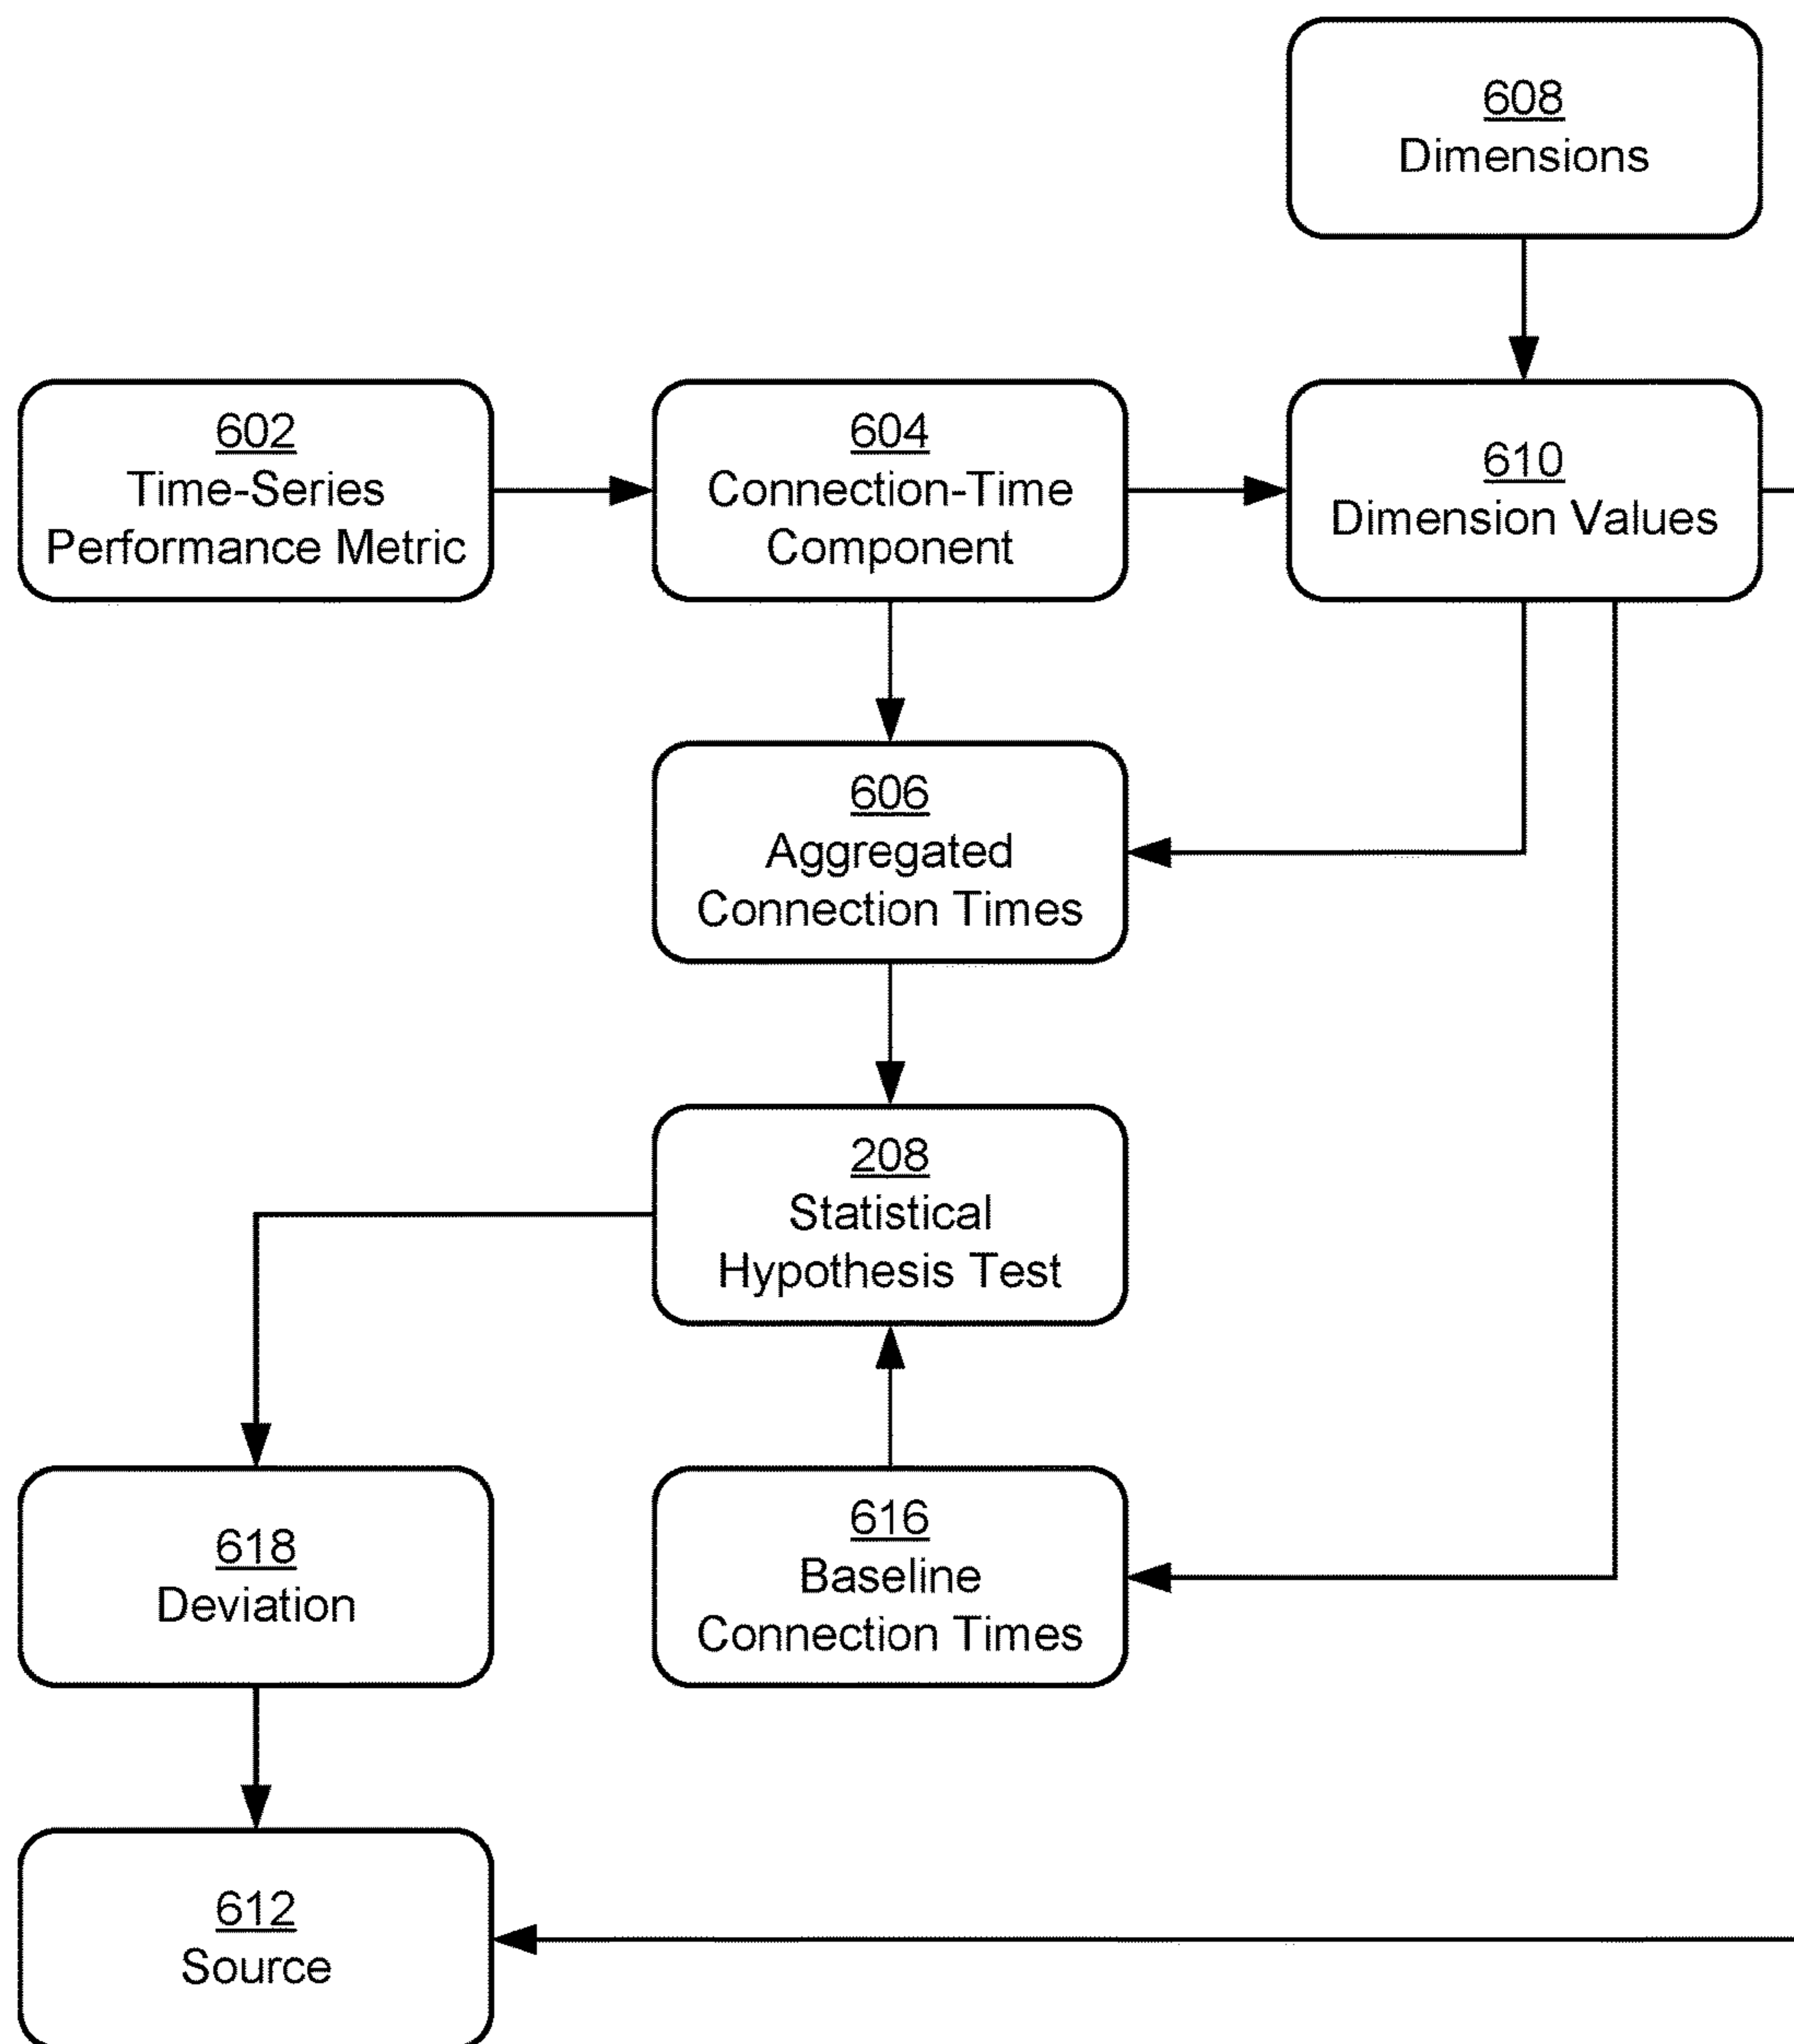 608
Dimensions
602
Time-Series
Performance Metric
604
Connection-Time
Component
610
Dimension Values
606
Aggregated
Connection Times
208
Statistical
Hypothesis Test
618
Deviation
616
Baseline
Connection Times
612
Source